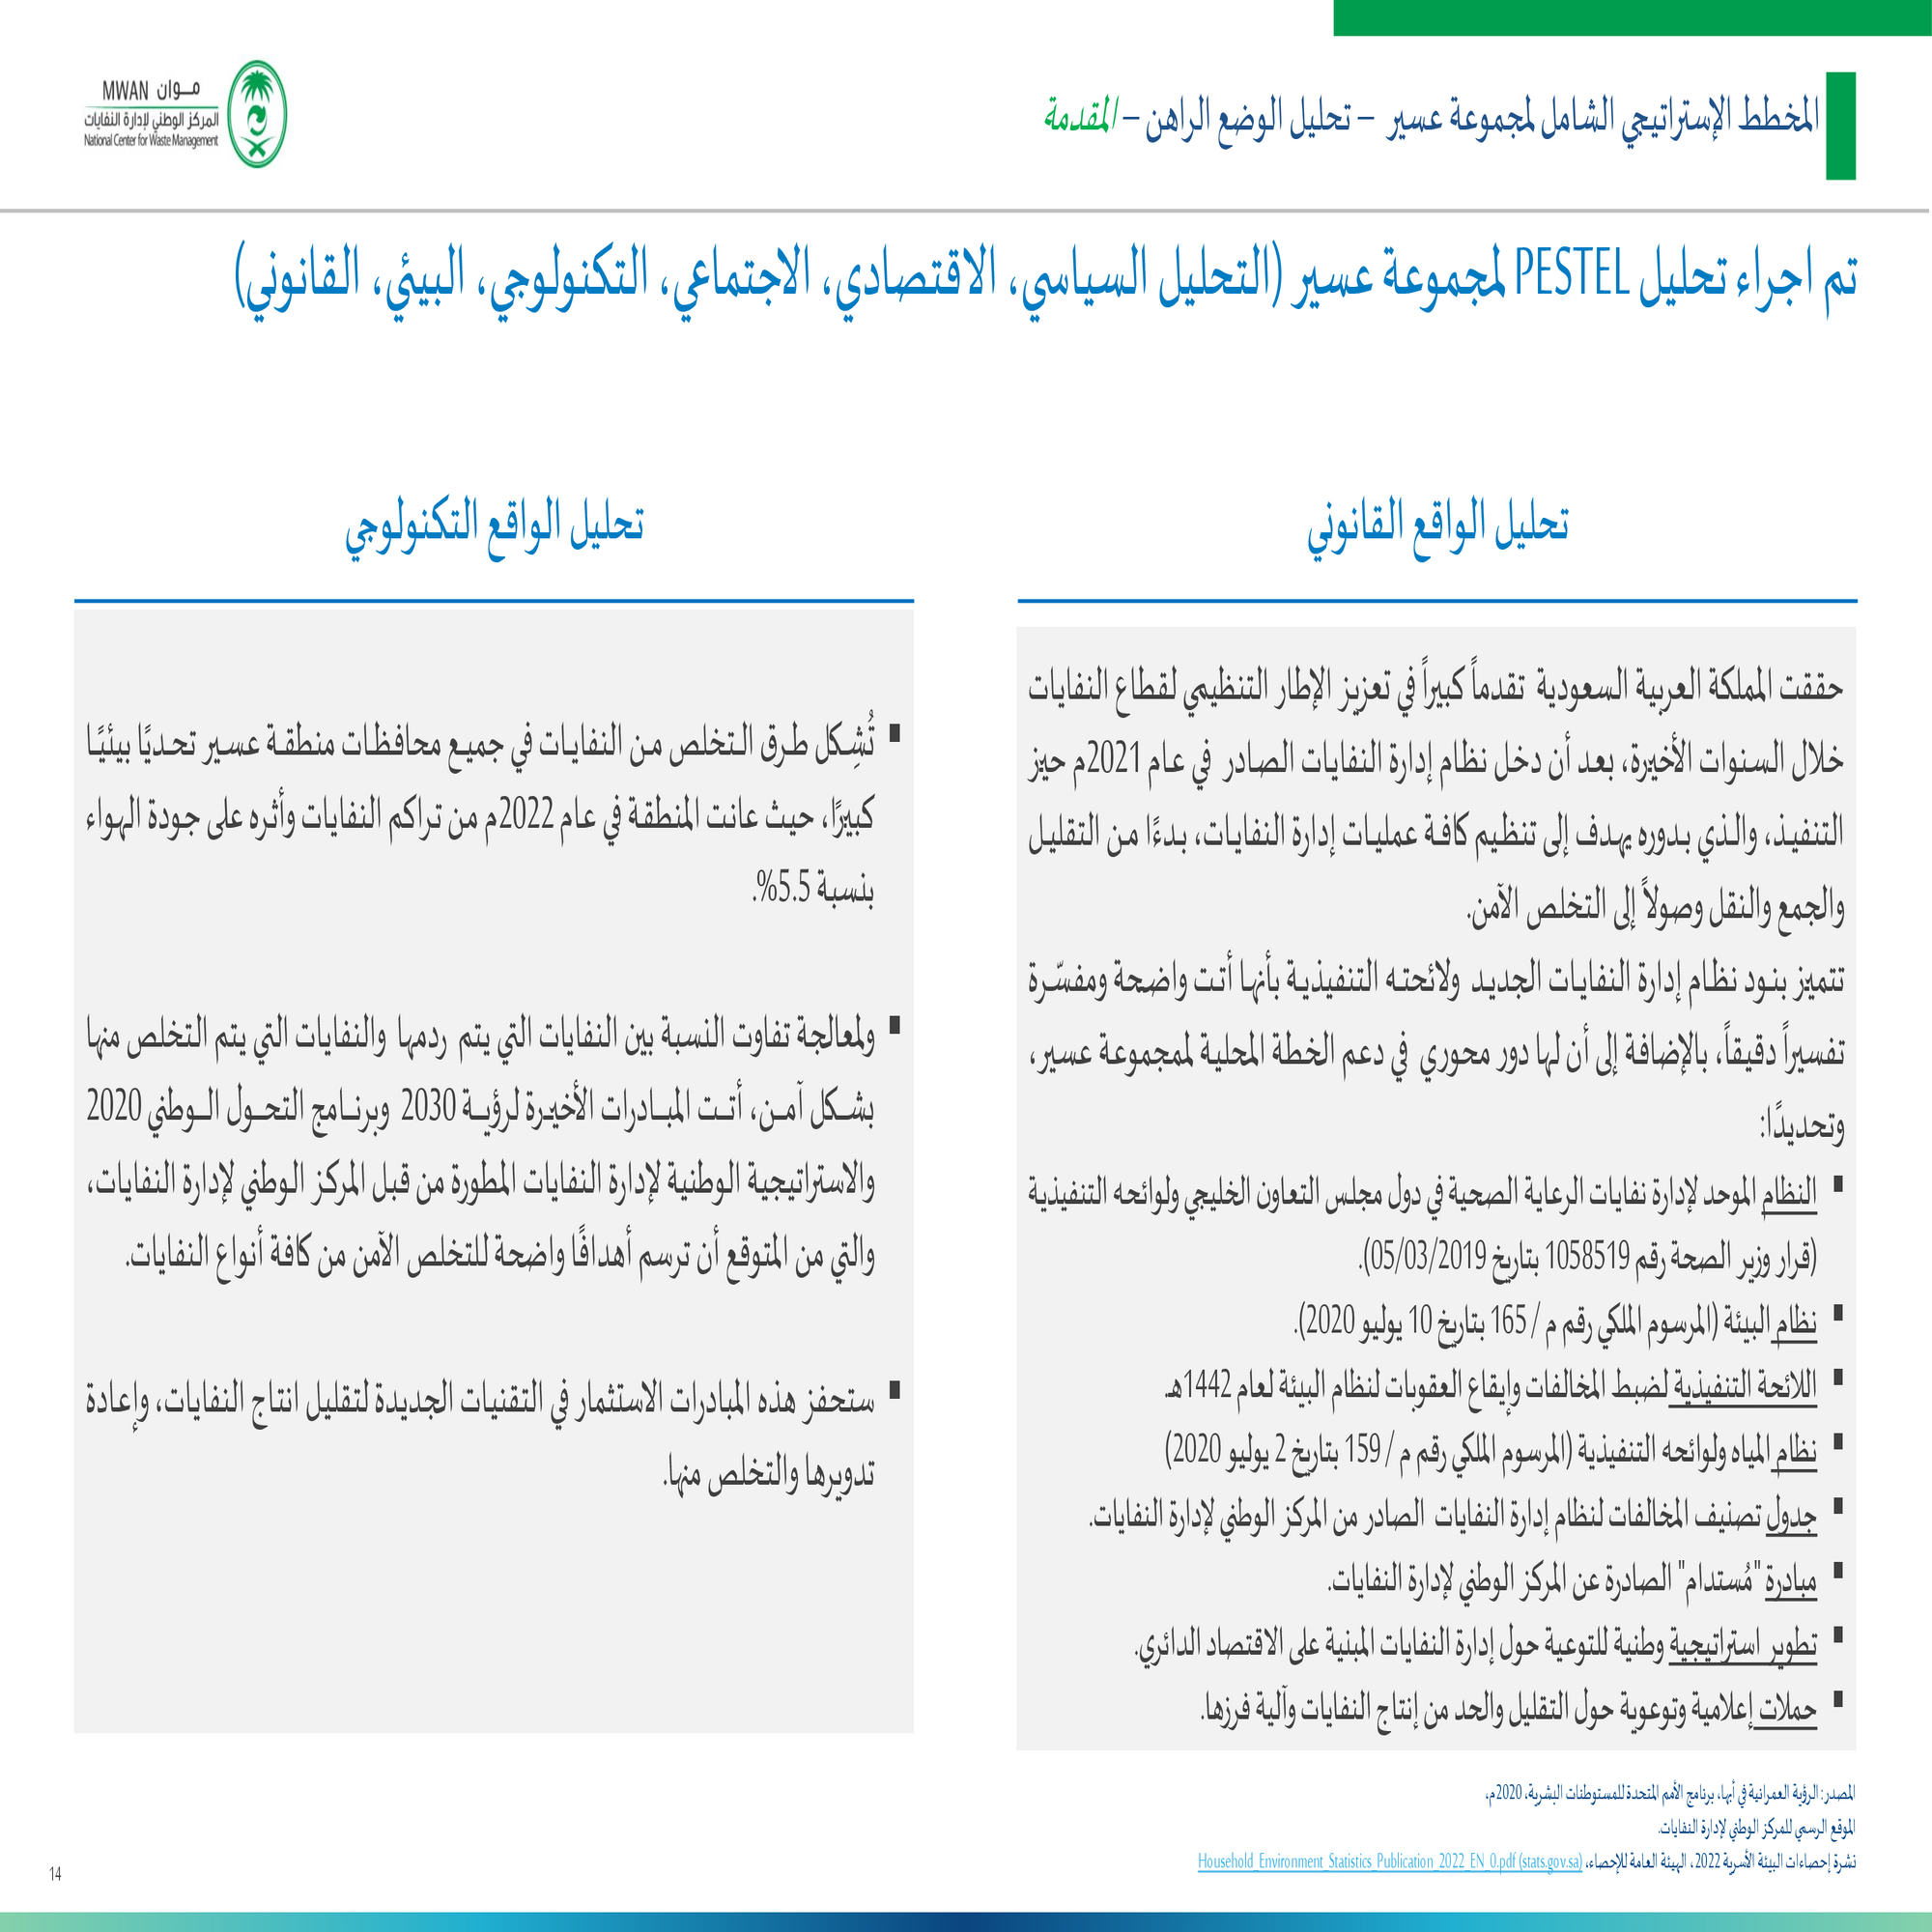 المخطط الإستراتيجي الشامل لمجموعة عسير – تحليل الوضع الراهن – المقدمة
موان MWAN
المركز الوطني لإدارة النفايات
National Center for Waste Management
تم اجراء تحليل PESTEL لمجموعة عسير (التحليل السياسي، الاقتصادي، الاجتماعي، التكنولوجي، البيئي، القانوني)
تحليل الواقع القانوني
حققت المملكة العربية السعودية تقدماً كبيراً في تعزيز الإطار التنظيمي لقطاع النفايات
خلال السنوات الأخيرة، بعد أن دخل نظام إدارة النفايات الصادر في عام 2021م حيز
التنفيذ، والذي بدوره يهدف إلى تنظيم كافة عمليات إدارة النفايات، بدءًا من التقليل
والجمع والنقل وصولاً إلى التخلص الآمن.
تتميز بنود نظام إدارة النفايات الجديد ولائحته التنفيذية بأنها أتت واضحة ومفسّرة
تفسيراً دقيقاً، بالإضافة إلى أن لها دور محوري في دعم الخطة المحلية لمجموعة عسير،
وتحديدًا:
▪ النظام الموحد لإدارة نفايات الرعاية الصحية في دول مجلس التعاون الخليجي ولوائحه التنفيذية
(قرار وزير الصحة رقم 1058519 بتاريخ 05/03/2019).
▪ نظام البيئة (المرسوم الملكي رقم م / 165 بتاريخ 10 يوليو 2020).
▪ اللائحة التنفيذية لضبط المخالفات وإيقاع العقوبات لنظام البيئة لعام 1442هـ
▪ نظام المياه ولوائحه التنفيذية (المرسوم الملكي رقم م / 159 بتاريخ 2 يوليو 2020)
▪ جدول تصنيف المخالفات لنظام إدارة النفايات الصادر من المركز الوطني لإدارة النفايات.
▪ مبادرة "مُستدام" الصادرة عن المركز الوطني لإدارة النفايات.
▪ تطوير استراتيجية وطنية للتوعية حول إدارة النفايات المبنية على الاقتصاد الدائري.
▪ حملات إعلامية وتوعوية حول التقليل والحد من إنتاج النفايات وآلية فرزها.
تحليل الواقع التكنولوجي
▪ تُشِكل طرق التخلص من النفايات في جميع محافظات منطقة عسير تحديًا بيئيًا
كبيرًا، حيث عانت المنطقة في عام 2022م من تراكم النفايات وأثره على جودة الهواء
بنسبة 5.5%.
▪ ولمعالجة تفاوت النسبة بين النفايات التي يتم ردمها والنفايات التي يتم التخلص منها
بشكل آمن، أتت المبادرات الأخيرة لرؤية 2030 وبرنامج التحول الوطني 2020
والاستراتيجية الوطنية لإدارة النفايات المطورة من قبل المركز الوطني لإدارة النفايات،
والتي من المتوقع أن ترسم أهدافًا واضحة للتخلص الآمن من كافة أنواع النفايات.
▪ ستحفز هذه المبادرات الاستثمار في التقنيات الجديدة لتقليل انتاج النفايات، وإعادة
تدويرها والتخلص منها.
المصدر: الرؤية العمرانية في أبها، برنامج الأمم المتحدة للمستوطنات البشرية، 2020م،
الموقع الرسمي للمركز الوطني لإدارة النفايات.
نشرة إحصاءات البيئة الأسرية 2022، الهيئة العامة للإحصاء، Household_Environment_Statistics_Publication_2022_EN_0.pdf (stats.gov.sa)
14